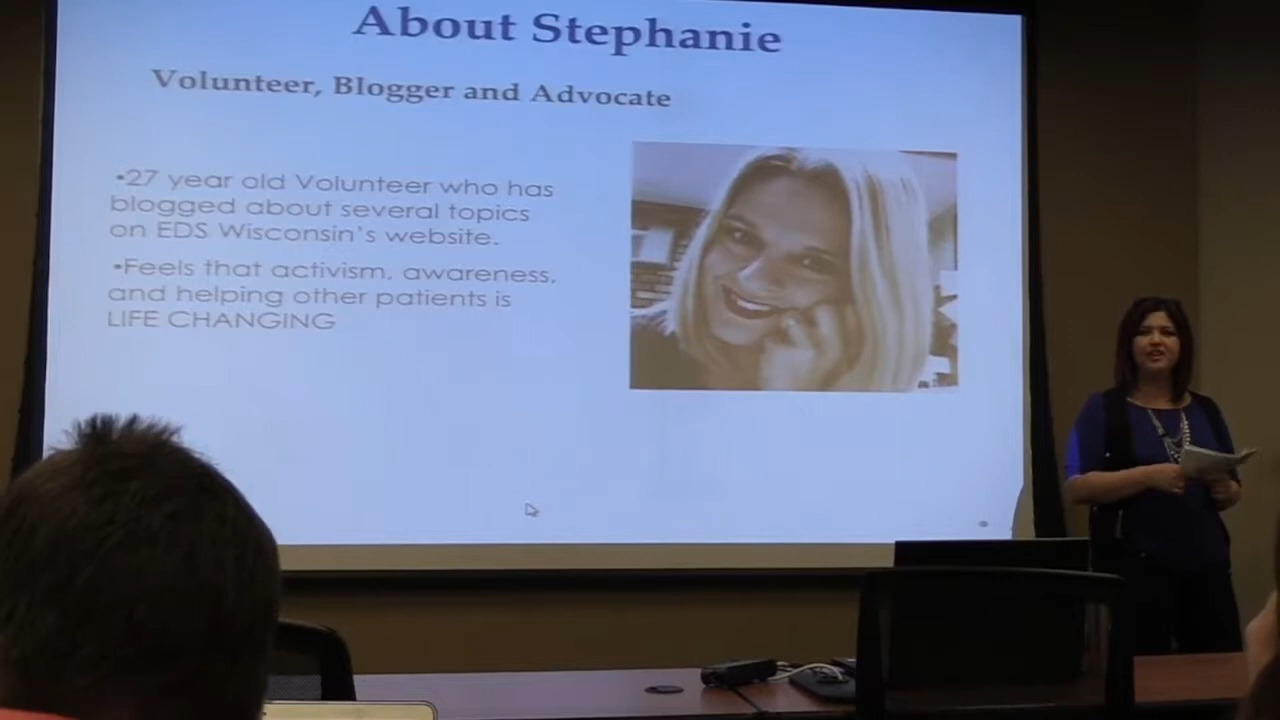 About Stephanie
Volunteer, Blogger and Advocate
•27 year old Volunteer who has
blogged about several topics
on EDS Wisconsin's website.
•Feels that activism, awareness,
and helping other patients is
LIFE CHANGING